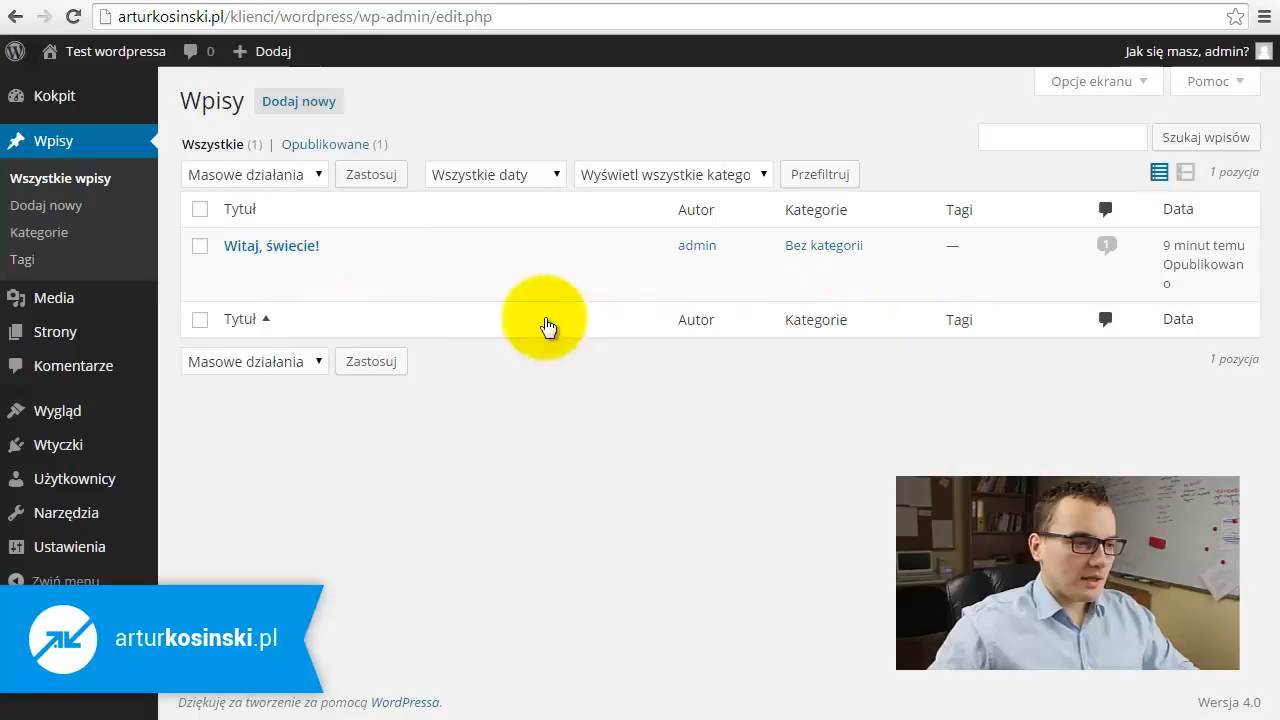 arturkosinski.pl/klienci/wordpress/wp-admin/edit.php
Test wordpressa 0 Dodaj Jak się masz, admin?
Opcje ekranu Pomoc
Kokpit
Wpisy
Wszystkie wpisy
Dodaj nowy
Kategorie
Tagi
Media
Strony
Komentarze
Wygląd
Wtyczki
Użytkownicy
Narzędzia
Ustawienia
Zwiń menu
Wpisy Dodaj nowy
Wszystkie (1) | Opublikowane (1)
Szukaj wpisów
Masowe działania Zastosuj Wszystkie daty Wyświetl wszystkie katego Przefiltruj 1 pozycja
Tytuł Autor Kategorie Tagi Data
Witaj, świecie! admin Bez kategorii — 1 9 minut temu
Opublikowan
o
Tytuł Autor Kategorie Tagi Data
Masowe działania Zastosuj 1 pozycja
arturkosinski.pl
Dziękuję za tworzenie za pomocą WordPressa. Wersja 4.0